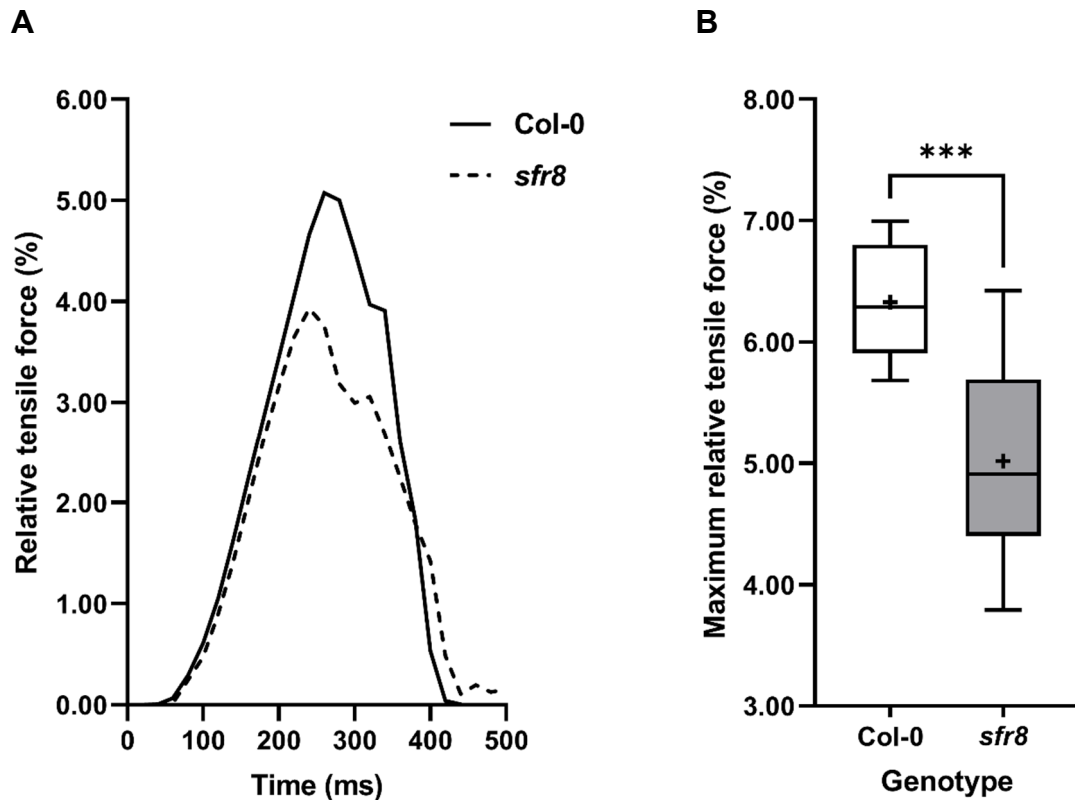 A
Relative tensile force (%)
6.00
5.00
4.00
3.00
2.00
1.00
0.00
0 100 200 300 400 500
Time (ms)
Col-0
sfr8
B
Maximum relative tensile force (%)
8.00
7.00
6.00
5.00
4.00
3.00
***
Col-0 sfr8
Genotype